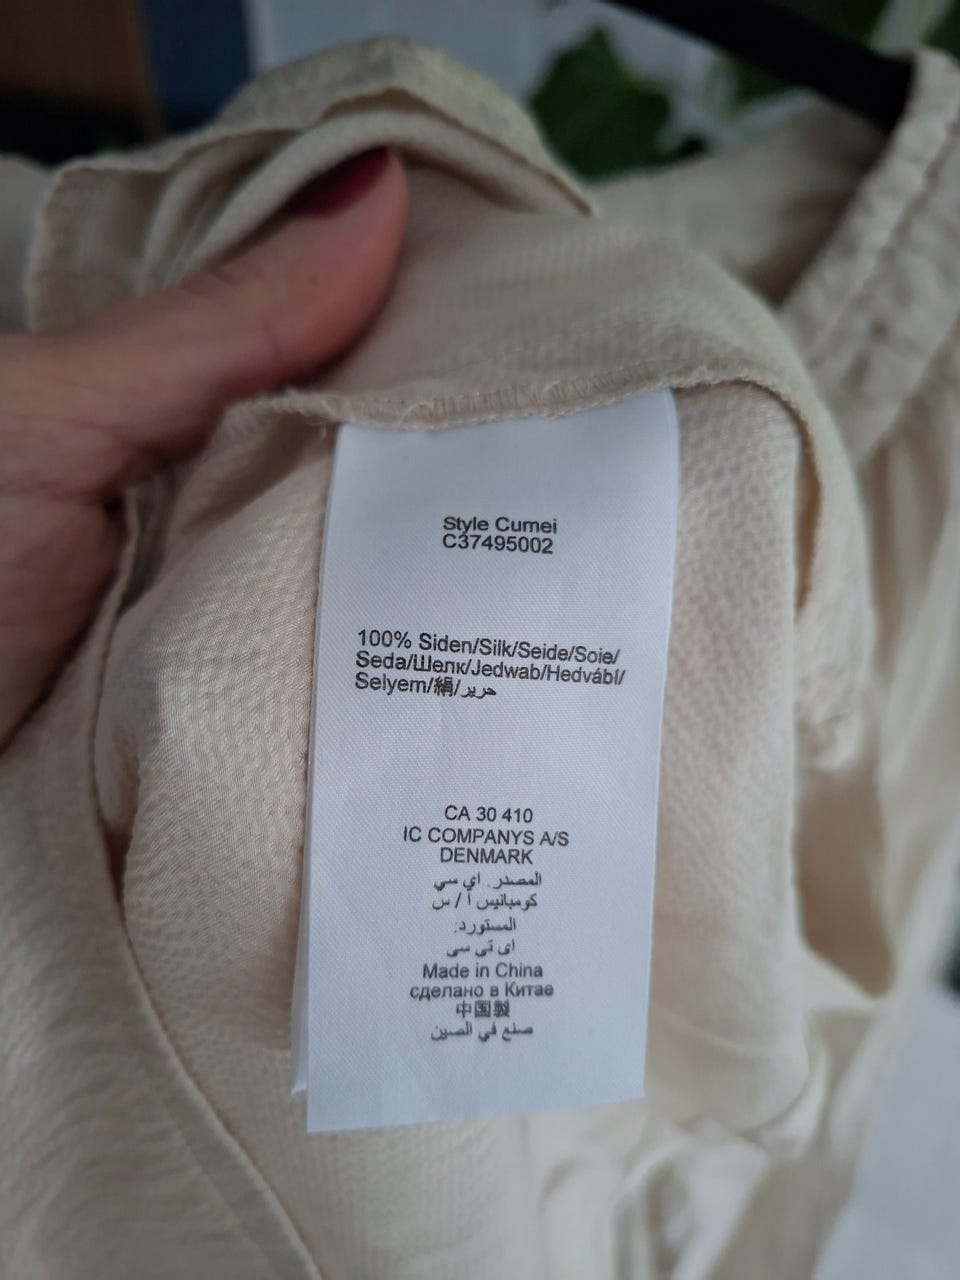 Style Cumei
C37495002
100% Siden/Silk/Seide/Soie/
Seda/Шелк/Jedwab/Hedvábí/
Selyem/絹/حرير
CA 30 410
IC COMPANYS A/S
DENMARK
المصدر. اي سي
كومبانيس ا / س
المستورد:
اى تى سى
Made in China
сделано в Китае
中国製
صنع في الصين